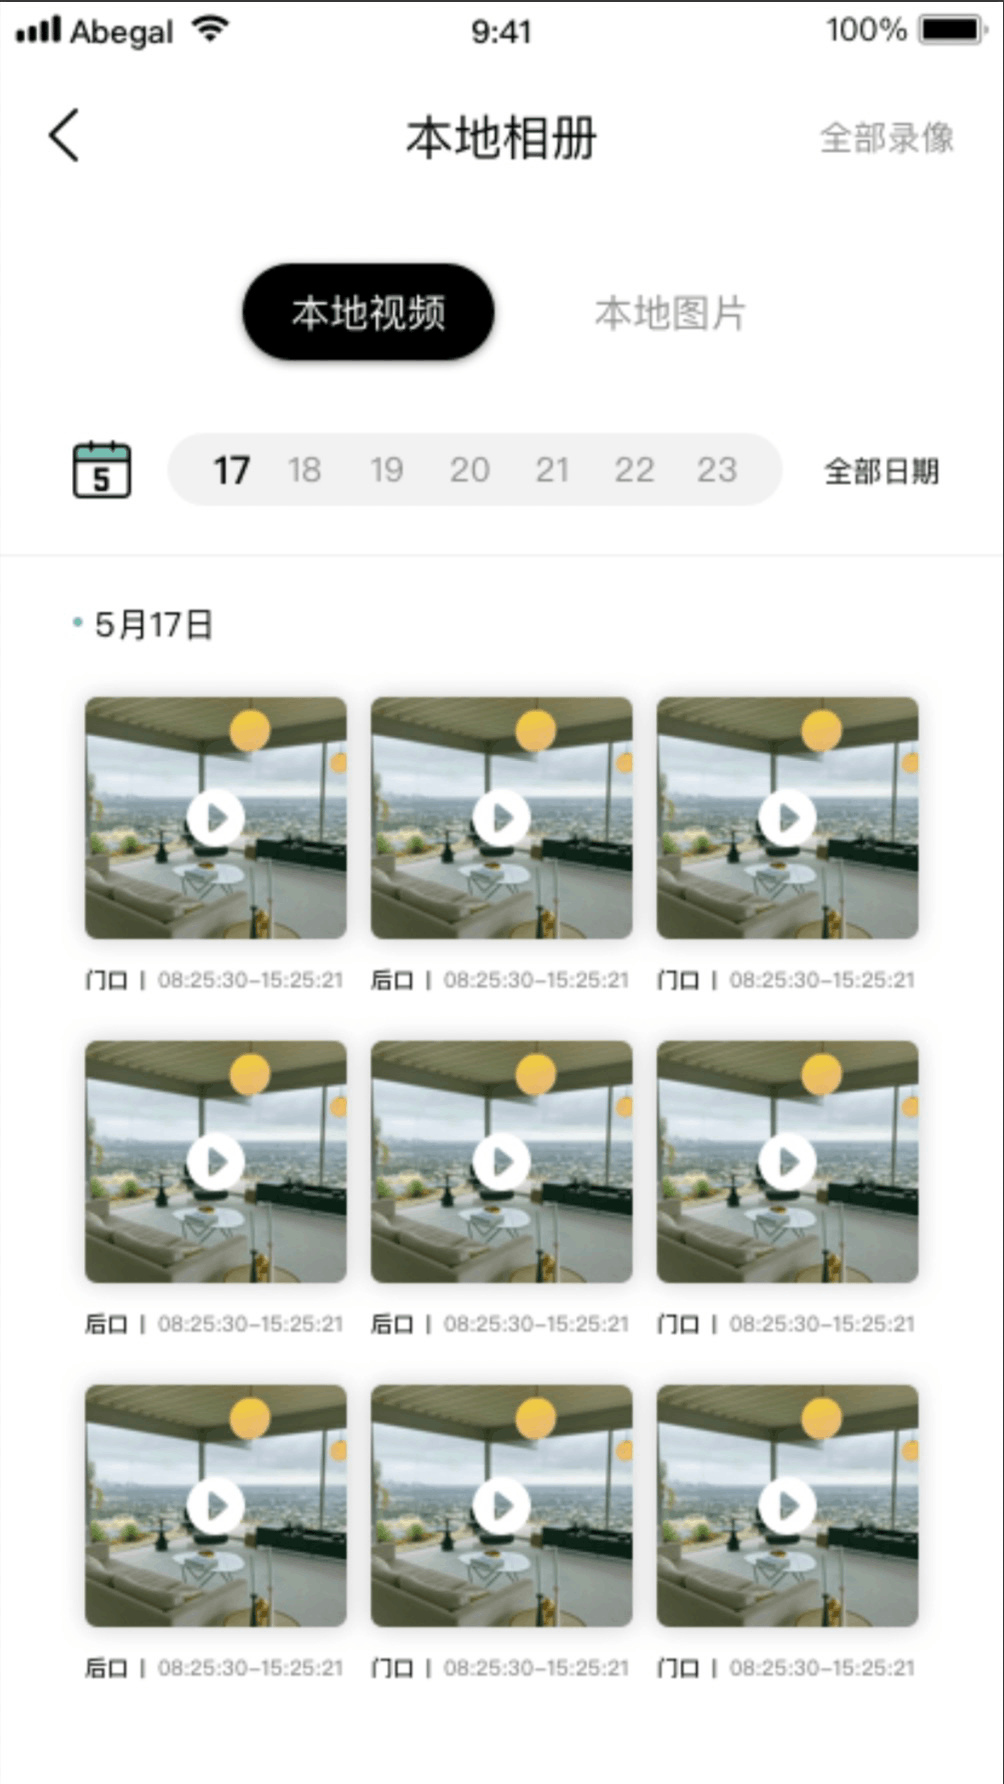 Abegal 9:41 100%
本地相册 全部录像
本地视频 本地图片
5 17 18 19 20 21 22 23 全部日期
5月17日
门口 | 08:25:30-15:25:21 后口 | 08:25:30-15:25:21 门口 | 08:25:30-15:25:21
后口 | 08:25:30-15:25:21 后口 | 08:25:30-15:25:21 门口 | 08:25:30-15:25:21
后口 | 08:25:30-15:25:21 门口 | 08:25:30-15:25:21 门口 | 08:25:30-15:25:21